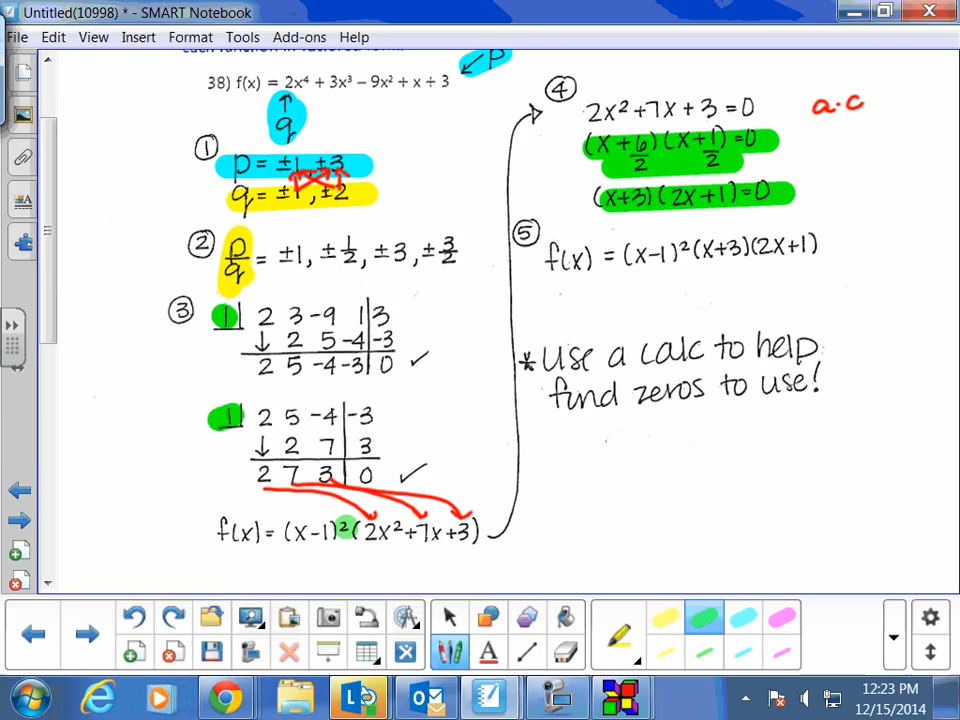 Untitled(10998) * - SMART Notebook
File Edit View Insert Format Tools Add-ons Help
each function in factored form.
38) f(x) = 2x⁴ + 3x³ - 9x² + x + 3
p
q
①
p = ±1, ±3
q = ±1, ±2
② p/q = ±1, ±1/2, ±3, ±3/2
③
1| 2 3 -9 1 | 3
↓ 2 5 -4 | -3
2 5 -4 -3 | 0 ✓
1| 2 5 -4 | -3
↓ 2 7 | 3
2 7 3 | 0 ✓
f(x) = (x-1)²(2x²+7x+3)
④
2x²+7x+3=0
a·c
(x+6/2)(x+1/2)=0
(x+3)(2x+1)=0
⑤
f(x) = (x-1)²(x+3)(2x+1)
*Use a calc to help
find zeros to use!
A
12:23 PM
12/15/2014